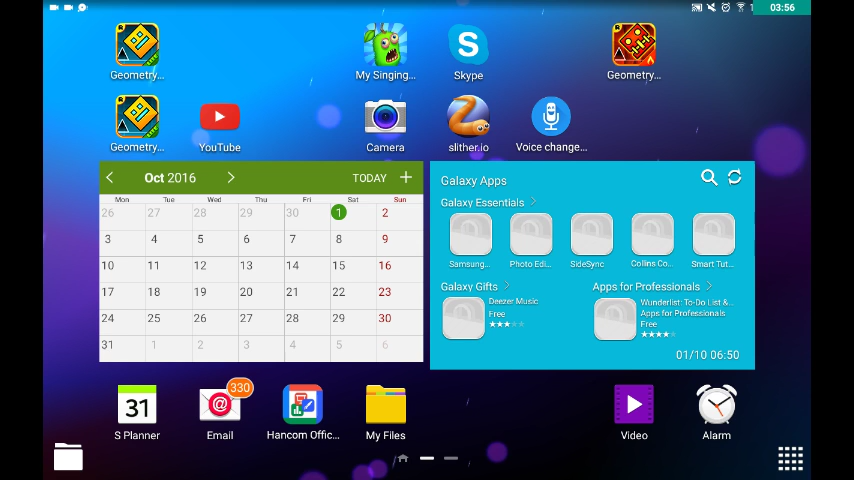 03:56
Geometry...
My Singing...
Skype
Geometry...
Geometry...
YouTube
Camera
slither.io
Voice change...
Oct 2016
TODAY
Mon Tue Wed Thu Fri Sat Sun
26 27 28 29 30 1 2
3 4 5 6 7 8 9
10 11 12 13 14 15 16
17 18 19 20 21 22 23
24 25 26 27 28 29 30
31 1 2 3 4 5 6
Galaxy Apps
Galaxy Essentials
Samsung...
Photo Edi...
SideSync
Collins Co...
Smart Tut...
Galaxy Gifts
Deezer Music
Free
Apps for Professionals
Wunderlist: To-Do List &...
Apps for Professionals
Free
01/10 06:50
31
S Planner
330
Email
Hancom Offic...
My Files
Video
Alarm